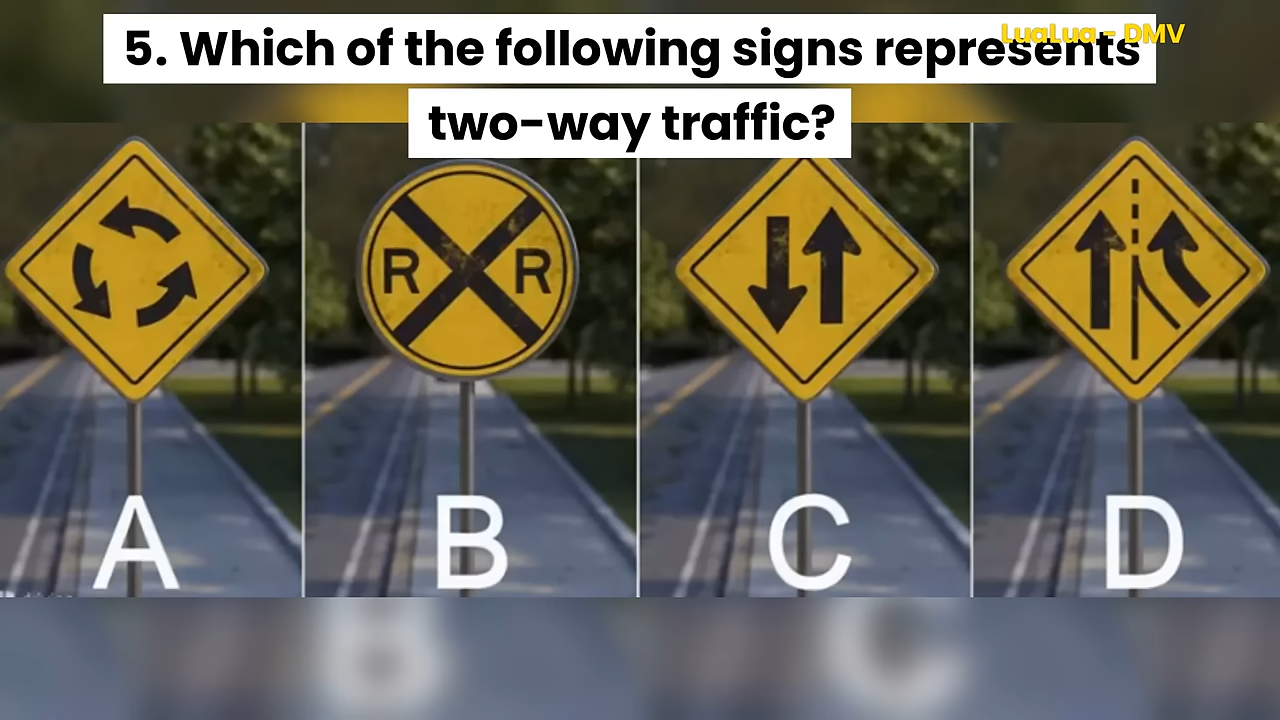 5. Which of the following signs represents
LuaLua - DMV
two-way traffic?
R R
A
B
C
D